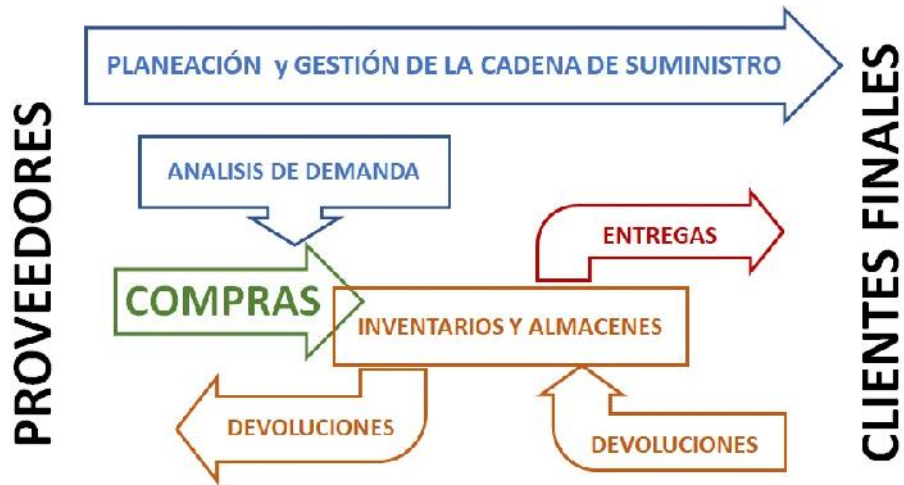 PLANEACIÓN y GESTIÓN DE LA CADENA DE SUMINISTRO
PROVEEDORES
CLIENTES FINALES
ANALISIS DE DEMANDA
ENTREGAS
COMPRAS
INVENTARIOS Y ALMACENES
DEVOLUCIONES
DEVOLUCIONES